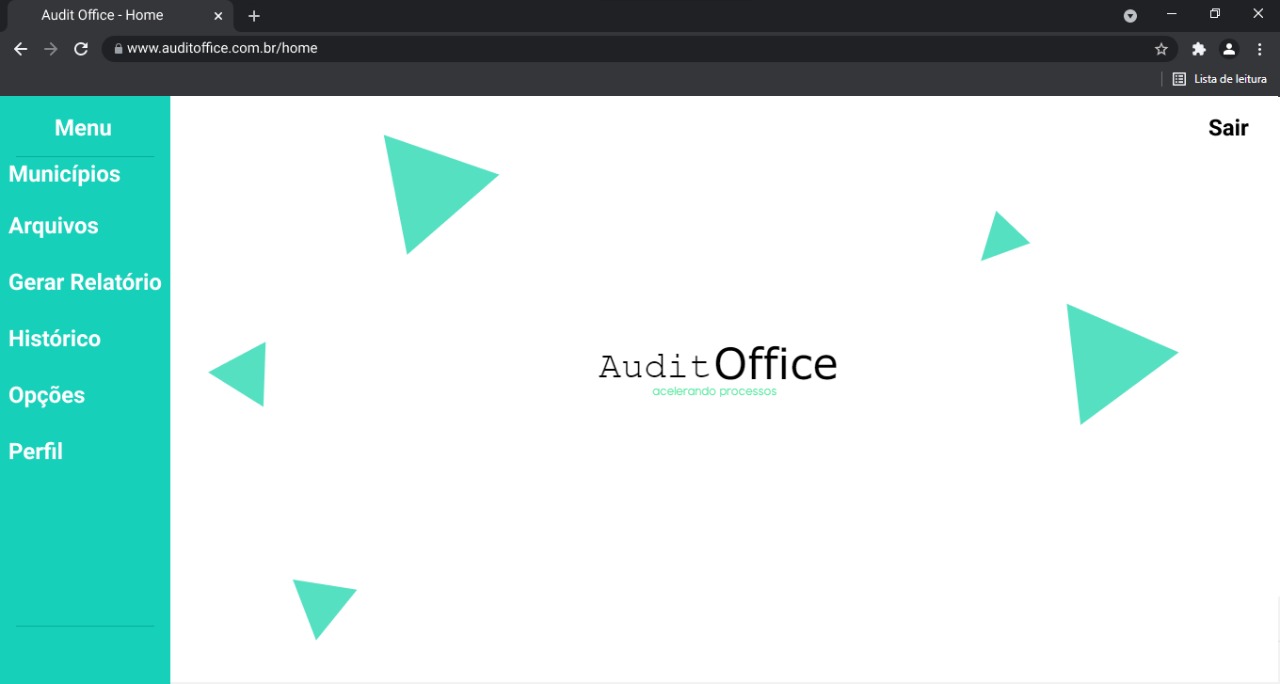 Audit Office - Home
www.auditoffice.com.br/home
Lista de leitura
Menu
Sair
Municípios
Arquivos
Gerar Relatório
Histórico
Opções
Perfil
AuditOffice
acelerando processos